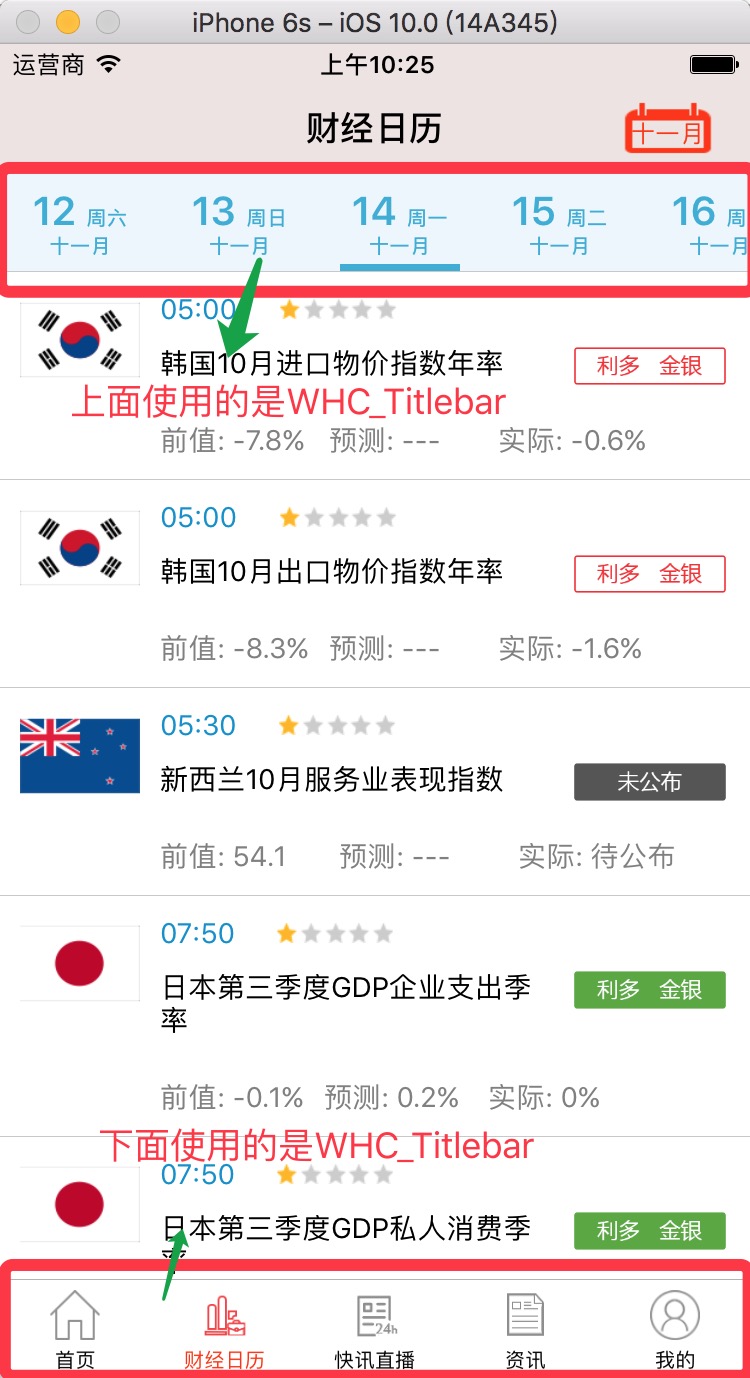 iPhone 6s – iOS 10.0 (14A345)
运营商 上午10:25
财经日历 十一月
12 周六 13 周日 14 周一 15 周二 16 周
十一月 十一月 十一月 十一月 十一月
05:00
韩国10月进口物价指数年率 利多 金银
上面使用的是WHC_Titlebar
前值: -7.8% 预测: --- 实际: -0.6%
05:00
韩国10月出口物价指数年率 利多 金银
前值: -8.3% 预测: --- 实际: -1.6%
05:30
新西兰10月服务业表现指数 未公布
前值: 54.1 预测: --- 实际: 待公布
07:50
日本第三季度GDP企业支出季 利多 金银
率
前值: -0.1% 预测: 0.2% 实际: 0%
下面使用的是WHC_Titlebar
07:50
日本第三季度GDP私人消费季 利多 金银
率
24h
首页 财经日历 快讯直播 资讯 我的